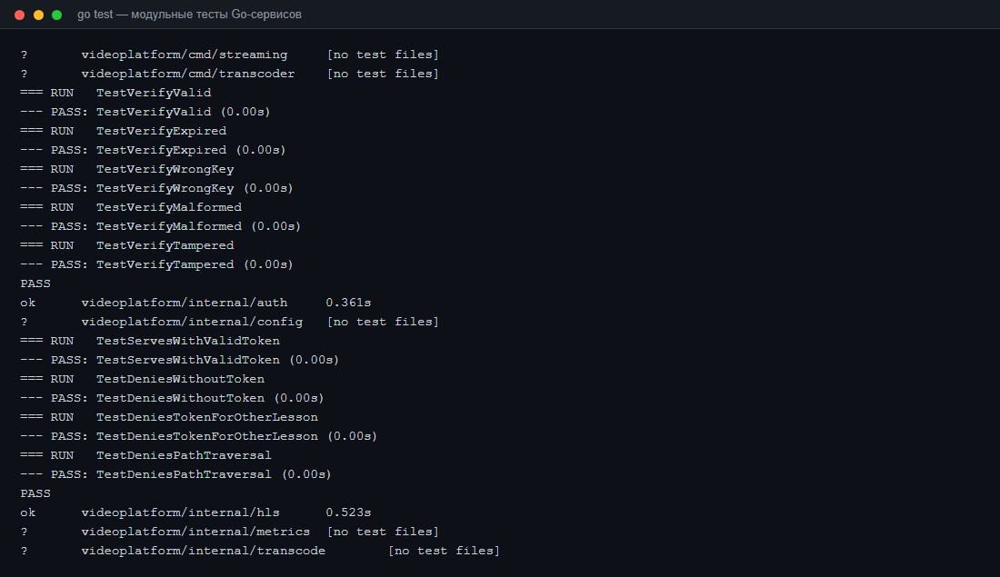 go test — модульные тесты Go-сервисов
? videoplatform/cmd/streaming [no test files]
? videoplatform/cmd/transcoder [no test files]
=== RUN TestVerifyValid
--- PASS: TestVerifyValid (0.00s)
=== RUN TestVerifyExpired
--- PASS: TestVerifyExpired (0.00s)
=== RUN TestVerifyWrongKey
--- PASS: TestVerifyWrongKey (0.00s)
=== RUN TestVerifyMalformed
--- PASS: TestVerifyMalformed (0.00s)
=== RUN TestVerifyTampered
--- PASS: TestVerifyTampered (0.00s)
PASS
ok videoplatform/internal/auth 0.361s
? videoplatform/internal/config [no test files]
=== RUN TestServesWithValidToken
--- PASS: TestServesWithValidToken (0.00s)
=== RUN TestDeniesWithoutToken
--- PASS: TestDeniesWithoutToken (0.00s)
=== RUN TestDeniesTokenForOtherLesson
--- PASS: TestDeniesTokenForOtherLesson (0.00s)
=== RUN TestDeniesPathTraversal
--- PASS: TestDeniesPathTraversal (0.00s)
PASS
ok videoplatform/internal/hls 0.523s
? videoplatform/internal/metrics [no test files]
? videoplatform/internal/transcode [no test files]